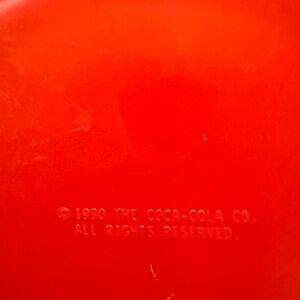 © 1990 THE COCA-COLA CO.
ALL RIGHTS RESERVED.